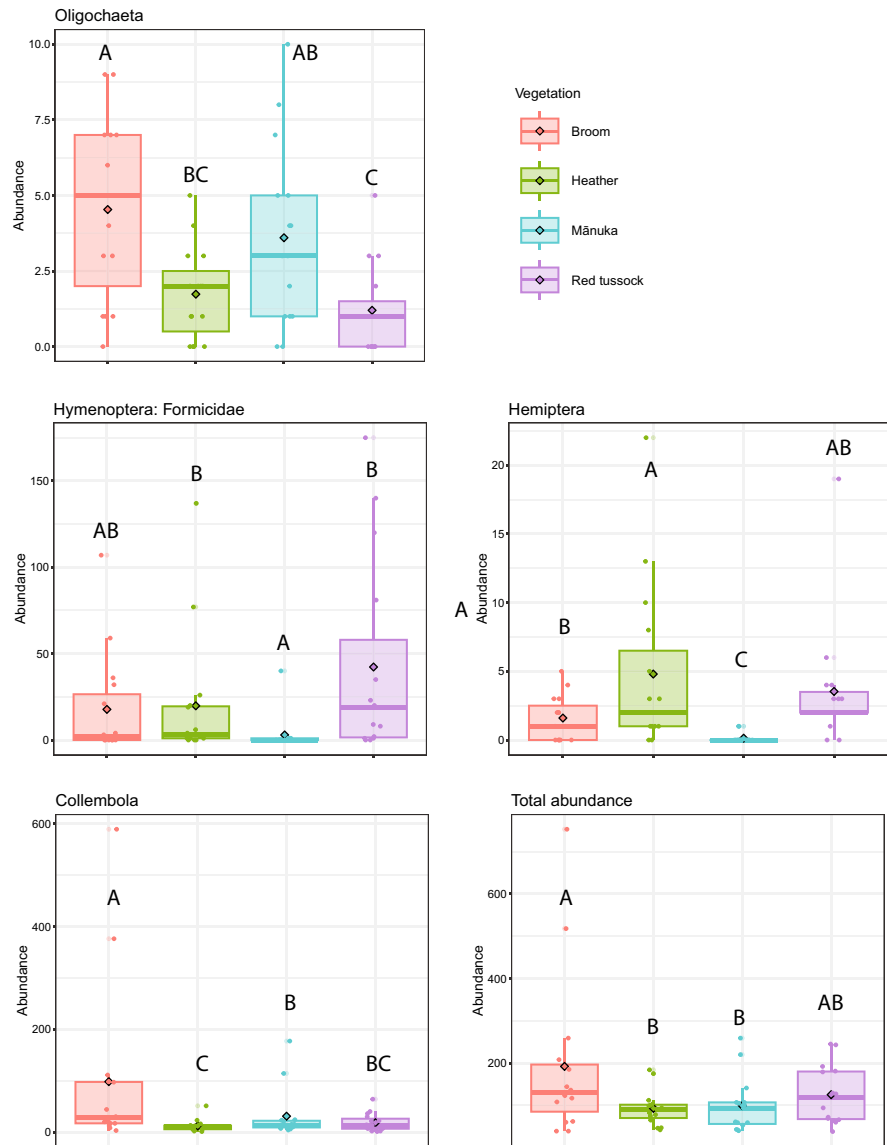 Oligochaeta
10.0
7.5
5.0
2.5
0.0
Abundance
A
BC
AB
C
Vegetation
Broom
Heather
Mānuka
Red tussock
Hymenoptera: Formicidae
150
100
50
0
Abundance
AB
B
A
B
Hemiptera
20
15
10
5
0
Abundance
A
B
A
C
AB
Collembola
600
400
200
0
Abundance
A
C
B
BC
Total abundance
600
400
200
Abundance
A
B
B
AB